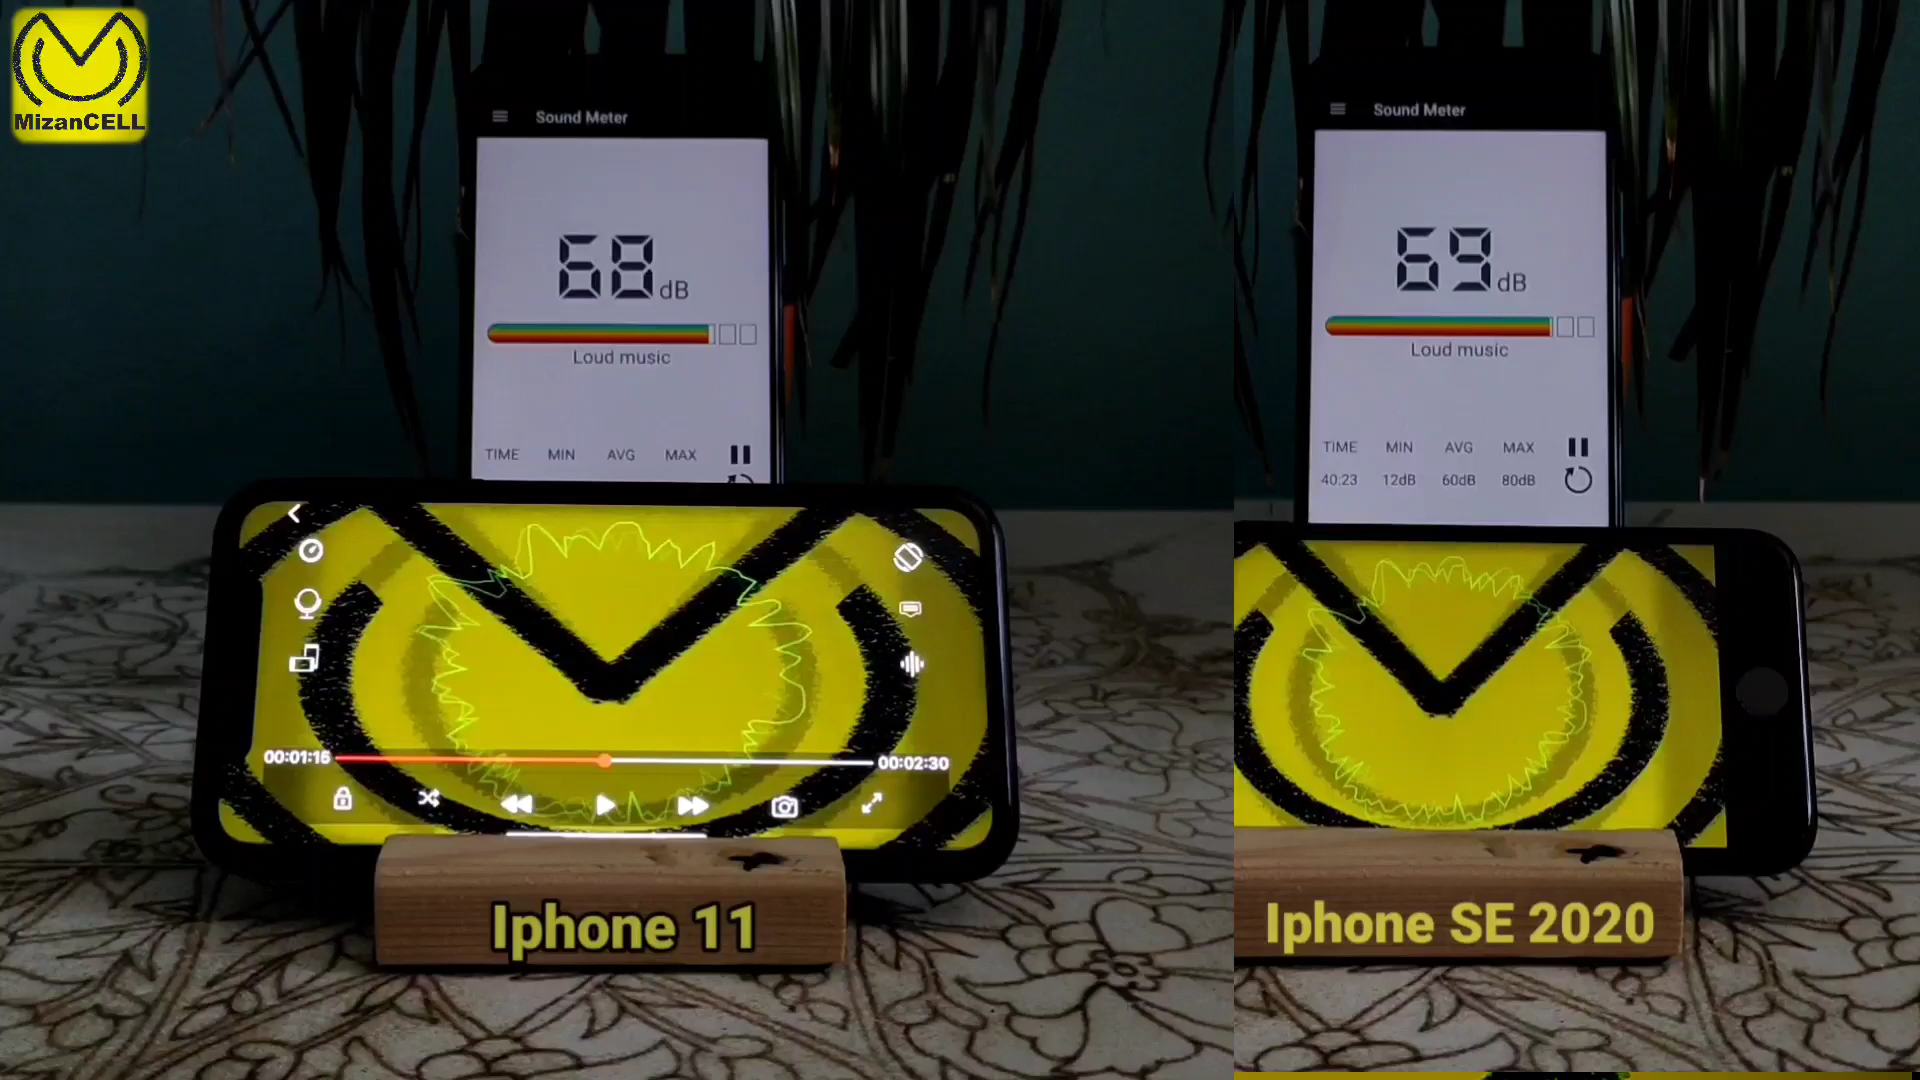 MizanCELL
Sound Meter
68 dB
Loud music
TIME MIN AVG MAX
00:01:15
00:02:30
Iphone 11
Sound Meter
69 dB
Loud music
TIME MIN AVG MAX
40:23 12dB 60dB 80dB
Iphone SE 2020